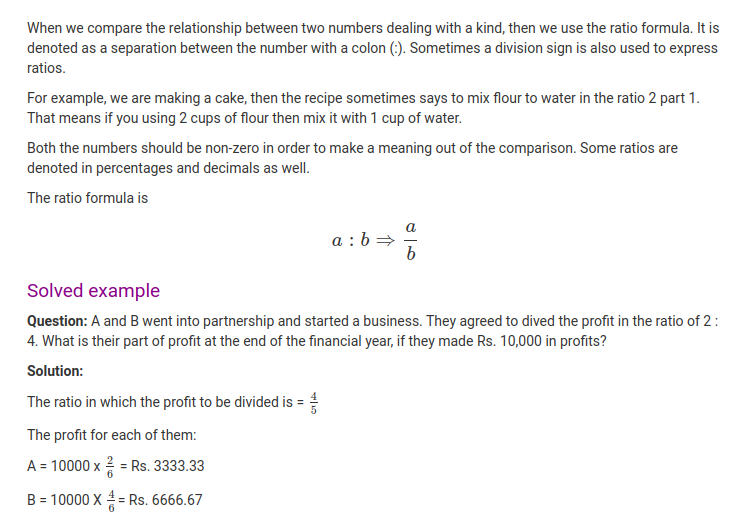 When we compare the relationship between two numbers dealing with a kind, then we use the ratio formula. It is
denoted as a separation between the number with a colon (:). Sometimes a division sign is also used to express
ratios.
For example, we are making a cake, then the recipe sometimes says to mix flour to water in the ratio 2 part 1.
That means if you using 2 cups of flour then mix it with 1 cup of water.
Both the numbers should be non-zero in order to make a meaning out of the comparison. Some ratios are
denoted in percentages and decimals as well.
The ratio formula is
a : b ⇒ a/b
Solved example
Question: A and B went into partnership and started a business. They agreed to dived the profit in the ratio of 2 :
4. What is their part of profit at the end of the financial year, if they made Rs. 10,000 in profits?
Solution:
The ratio in which the profit to be divided is = 4/5
The profit for each of them:
A = 10000 x 2/6 = Rs. 3333.33
B = 10000 X 4/6 = Rs. 6666.67